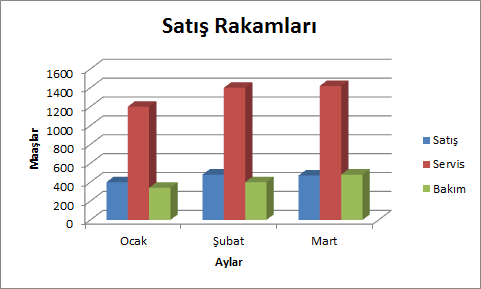 Satış Rakamları
1600
1400
1200
1000
800
600
400
200
0
Maaşlar
Ocak
Şubat
Mart
Aylar
Satış
Servis
Bakım